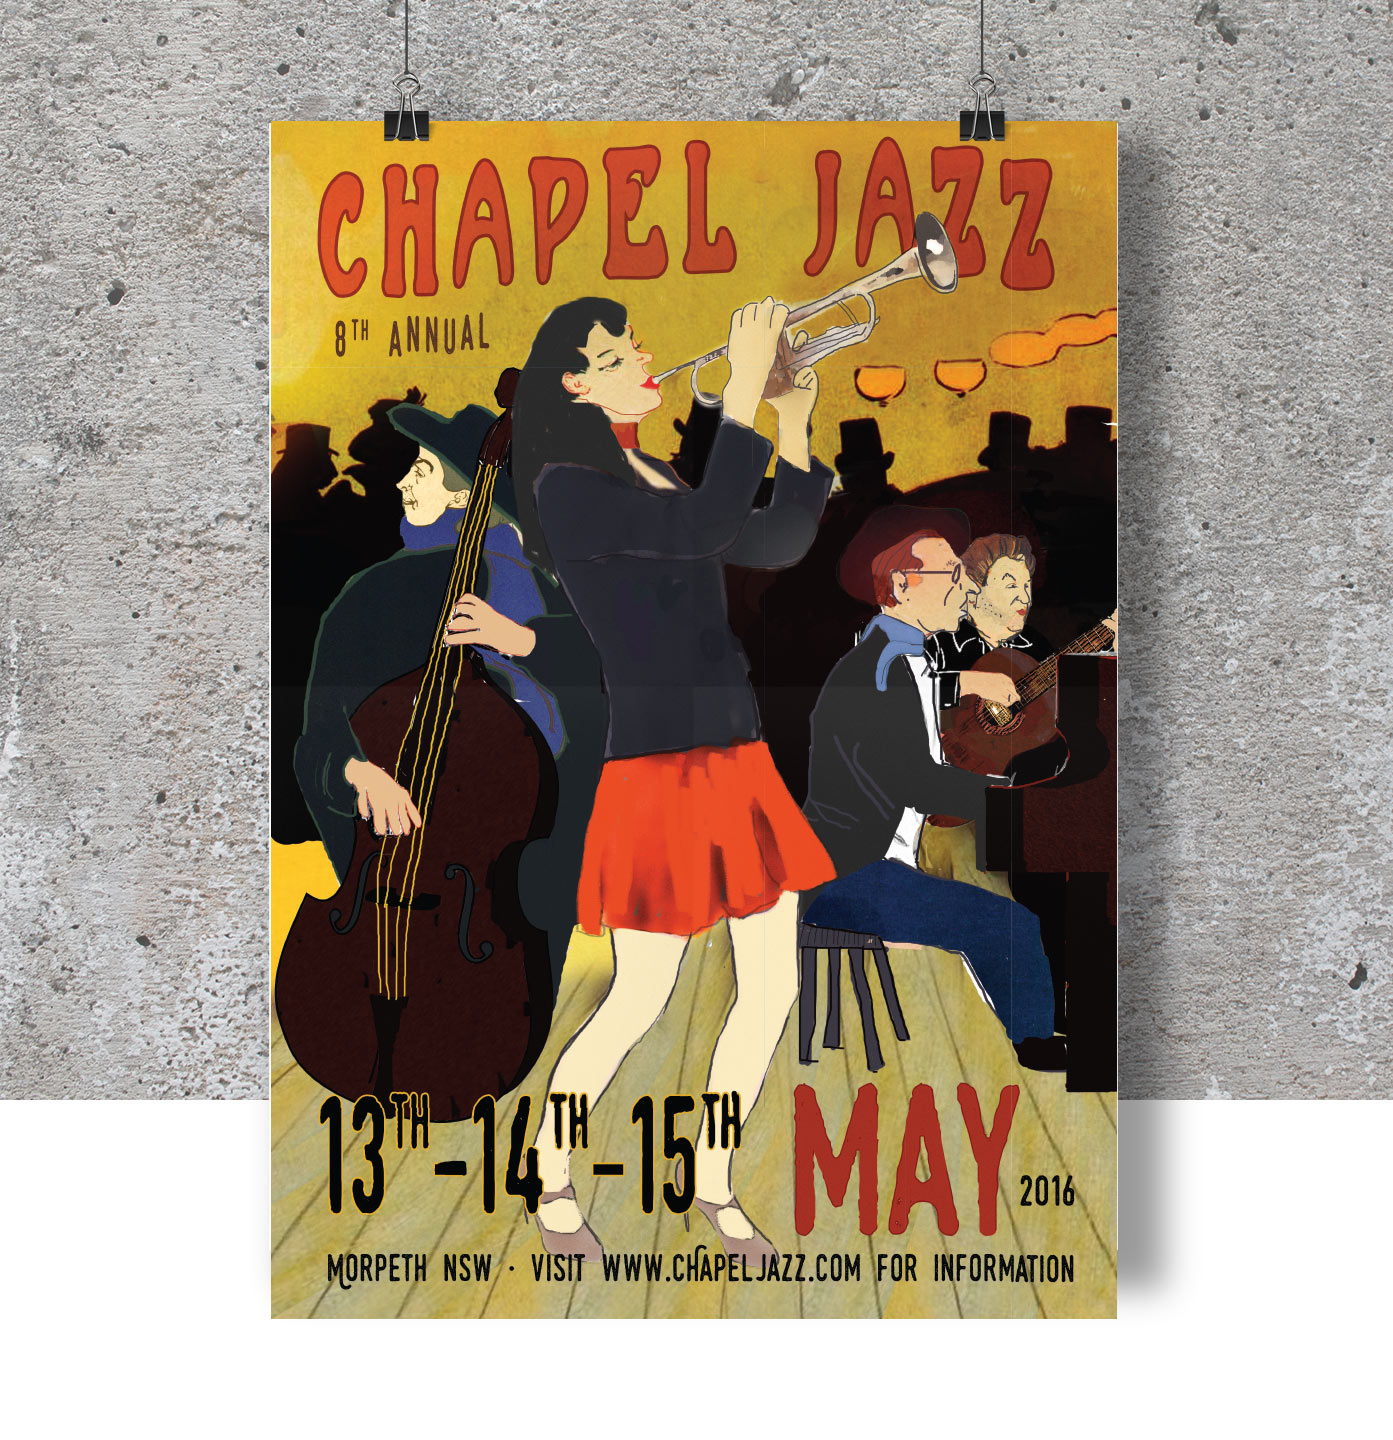 CHAPEL JAZZ
8TH ANNUAL
13TH-14TH-15TH MAY 2016
MORPETH NSW · VISIT WWW.CHAPELJAZZ.COM FOR INFORMATION